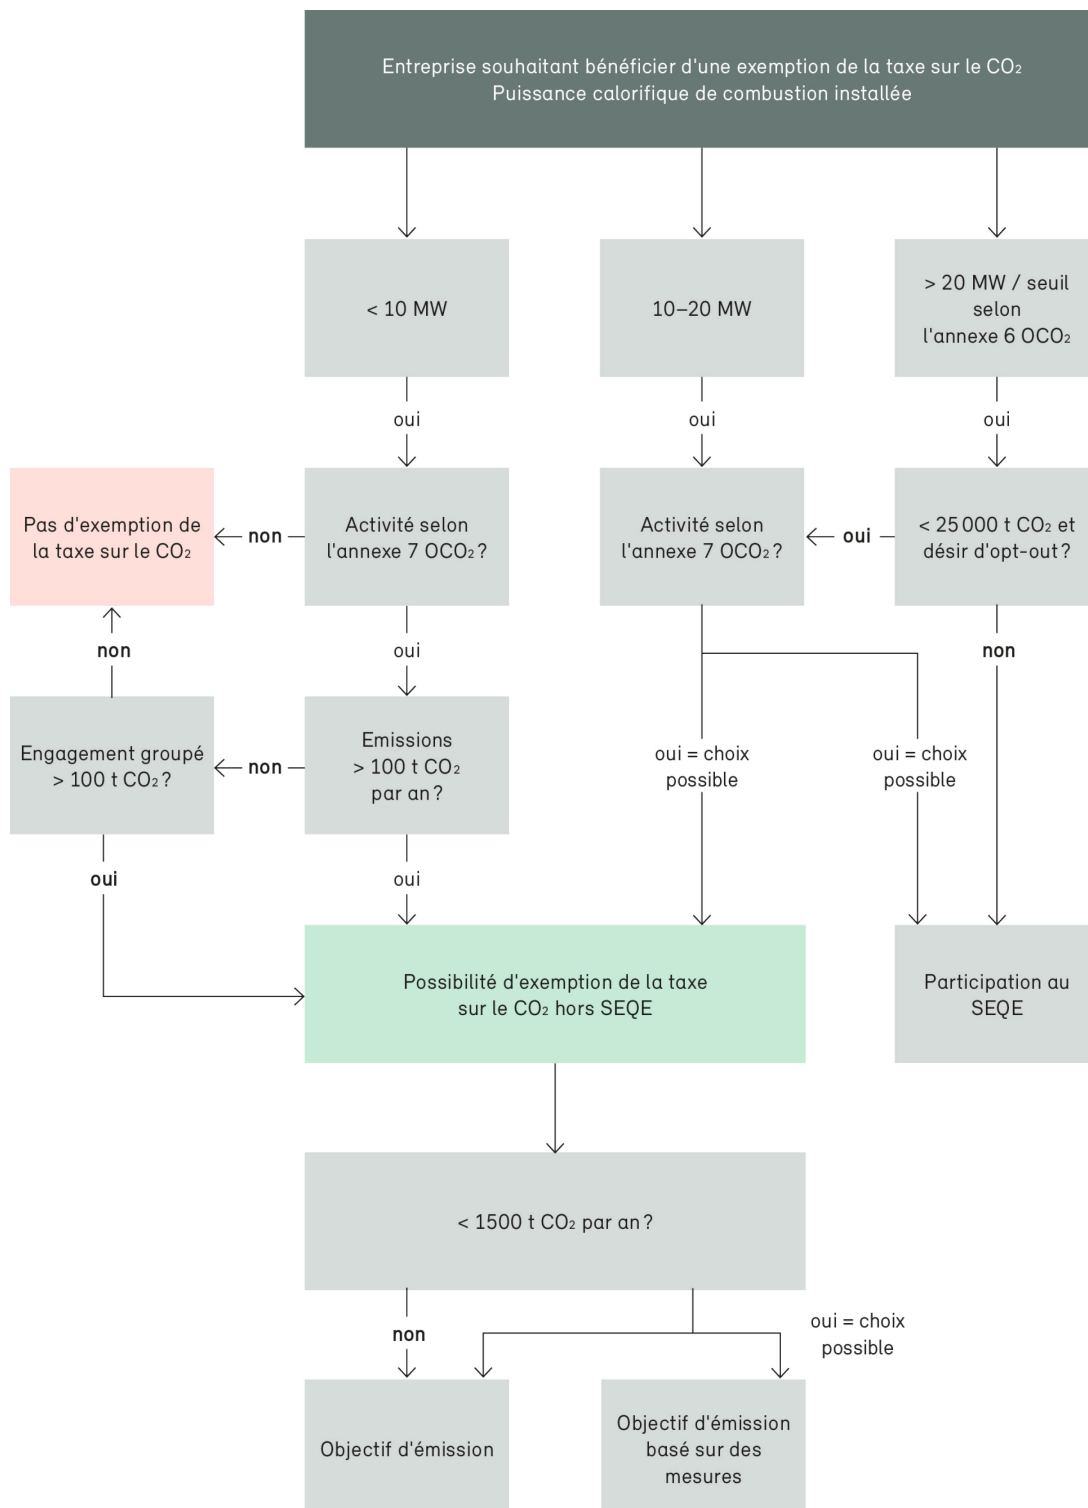 Entreprise souhaitant bénéficier d'une exemption de la taxe sur le CO₂
Puissance calorifique de combustion installée
< 10 MW
10–20 MW
> 20 MW / seuil
selon
l'annexe 6 OCO₂
oui
oui
oui
Pas d'exemption de
la taxe sur le CO₂
non
Activité selon
l'annexe 7 OCO₂ ?
Activité selon
l'annexe 7 OCO₂ ?
oui
< 25 000 t CO₂ et
désir d'opt-out ?
non
oui
non
Engagement groupé
> 100 t CO₂ ?
non
Emissions
> 100 t CO₂
par an ?
oui = choix
possible
oui = choix
possible
oui
oui
Possibilité d'exemption de la taxe
sur le CO₂ hors SEQE
Participation au
SEQE
< 1500 t CO₂ par an ?
non
oui = choix
possible
Objectif d'émission
Objectif d'émission
basé sur des
mesures